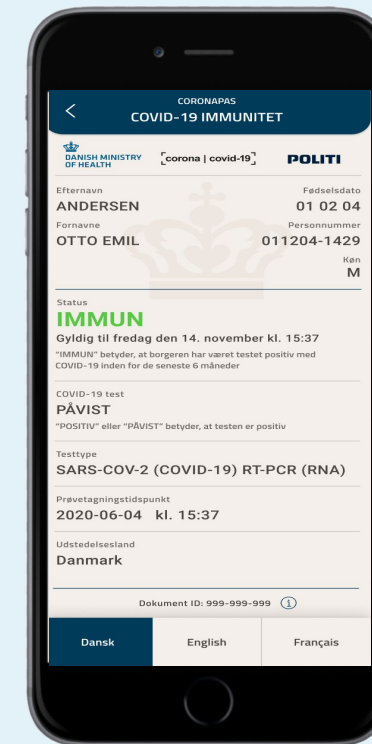 CORONAPAS
COVID-19 IMMUNITET
DANISH MINISTRY
OF HEALTH
[corona | covid-19]
POLITI
Efternavn
ANDERSEN
Fødselsdato
01 02 04
Fornavne
OTTO EMIL
Personnummer
011204-1429
Køn
M
Status
IMMUN
Gyldig til fredag den 14. november kl. 15:37
"IMMUN" betyder, at borgeren har været testet positiv med
COVID-19 inden for de seneste 6 måneder
COVID-19 test
PÅVIST
"POSITIV" eller "PÅVIST" betyder, at testen er positiv
Testtype
SARS-COV-2 (COVID-19) RT-PCR (RNA)
Prøvetagningstidspunkt
2020-06-04 kl. 15:37
Udstedelsesland
Danmark
Dokument ID: 999-999-999
Dansk
English
Français